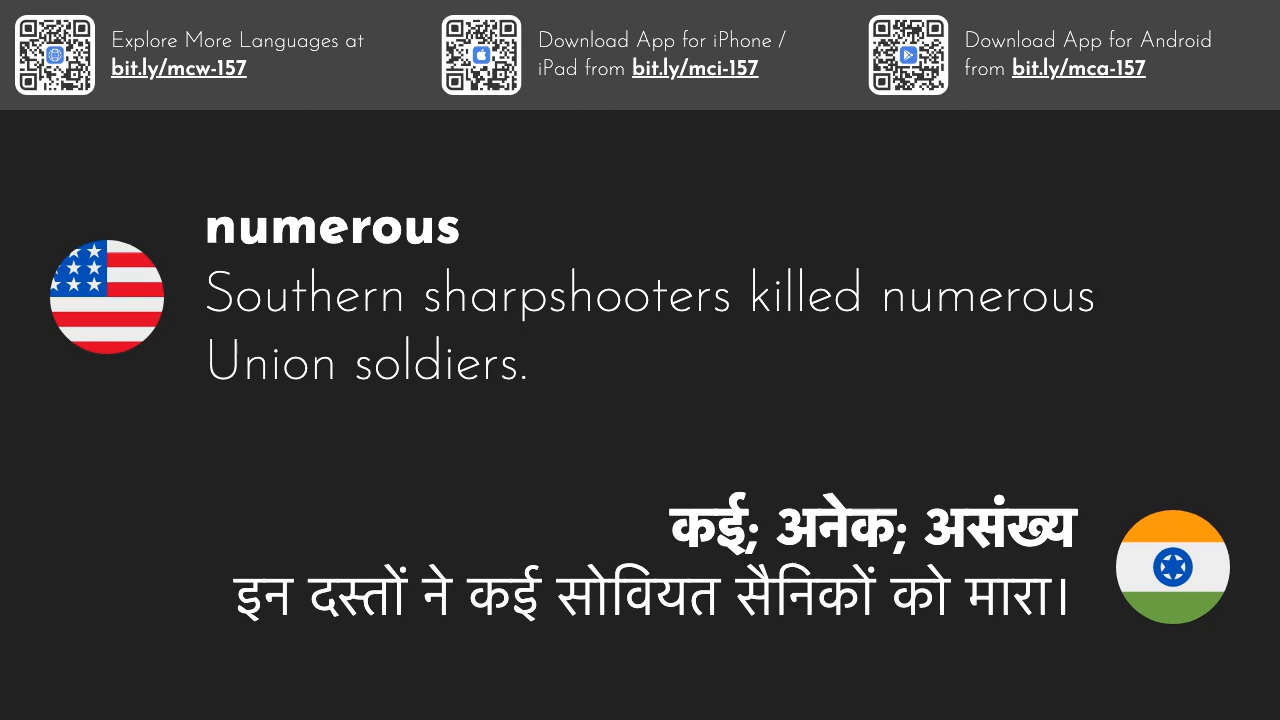 Explore More Languages at
bit.ly/mcw-157
Download App for iPhone /
iPad from bit.ly/mci-157
Download App for Android
from bit.ly/mca-157
numerous
Southern sharpshooters killed numerous
Union soldiers.
कई; अनेक; असंख्य
इन दस्तों ने कई सोवियत सैनिकों को मारा।